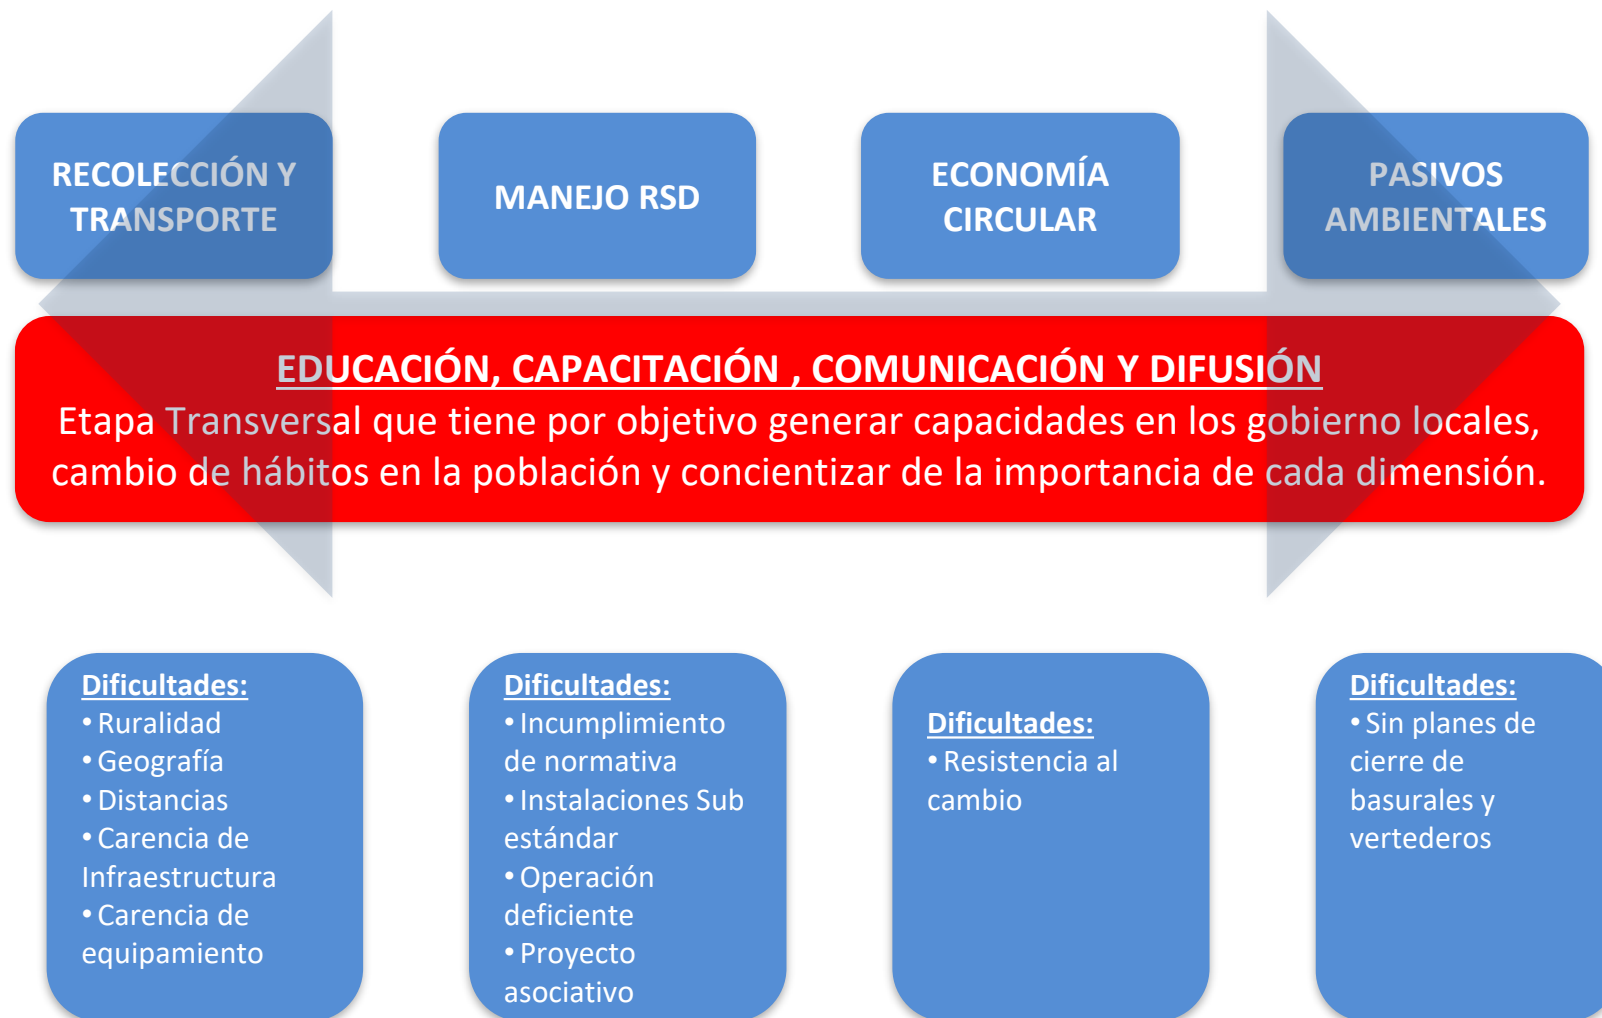 RECOLECCIÓN Y
TRANSPORTE
MANEJO RSD
ECONOMÍA
CIRCULAR
PASIVOS
AMBIENTALES
EDUCACIÓN, CAPACITACIÓN , COMUNICACIÓN Y DIFUSIÓN
Etapa Transversal que tiene por objetivo generar capacidades en los gobierno locales,
cambio de hábitos en la población y concientizar de la importancia de cada dimensión.
Dificultades:
• Ruralidad
• Geografía
• Distancias
• Carencia de
Infraestructura
• Carencia de
equipamiento
Dificultades:
• Incumplimiento
de normativa
• Instalaciones Sub
estándar
• Operación
deficiente
• Proyecto
asociativo
Dificultades:
• Resistencia al
cambio
Dificultades:
• Sin planes de
cierre de
basurales y
vertederos